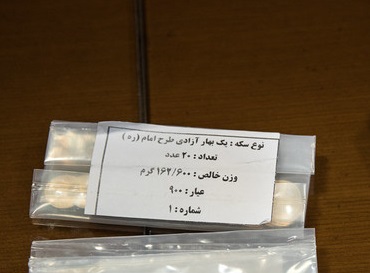 نوع سکه : یک بهار آزادی طرح امام (ره)
تعداد : ۲۰ عدد
وزن خالص : ۱۶۲/۶۰۰ گرم
عیار : ۹۰۰
شماره : ۱